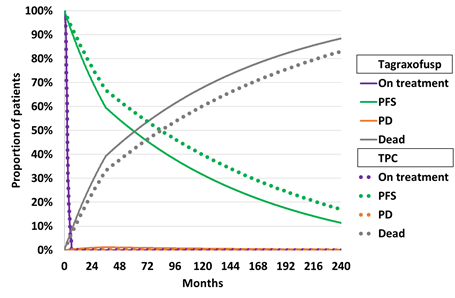 100%
90%
80%
70%
60%
50%
40%
30%
20%
10%
0%
Proportion of patients
0 24 48 72 96 120 144 168 192 216 240
Months
Tagraxofusp
On treatment
PFS
PD
Dead
TPC
On treatment
PFS
PD
Dead